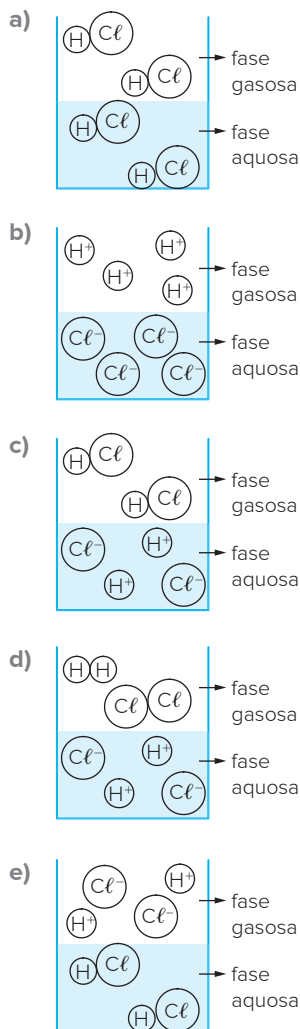 a)
H Cℓ
H Cℓ
fase
gasosa
H Cℓ
H Cℓ
fase
aquosa
b)
H⁺ H⁺
H⁺ H⁺
fase
gasosa
Cℓ⁻ Cℓ⁻
Cℓ⁻ Cℓ⁻
fase
aquosa
c)
H Cℓ
H Cℓ
fase
gasosa
Cℓ⁻ H⁺
H⁺ Cℓ⁻
fase
aquosa
d)
H H
Cℓ Cℓ
fase
gasosa
Cℓ⁻ H⁺
H⁺ Cℓ⁻
fase
aquosa
e)
Cℓ⁻ H⁺
H⁺ Cℓ⁻
fase
gasosa
H Cℓ
H Cℓ
fase
aquosa